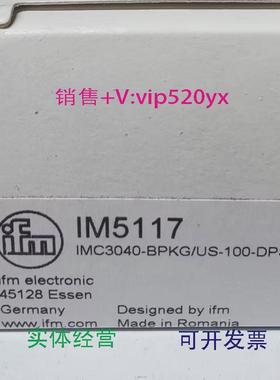 销售+V:vip520yx
ifm
IM5117
IMC3040-BPKG/US-100-DP
ifm electronic
45128 Essen
Germany
Designed by ifm
www.ifm.com
Made in Romania
实体经营
可开发票